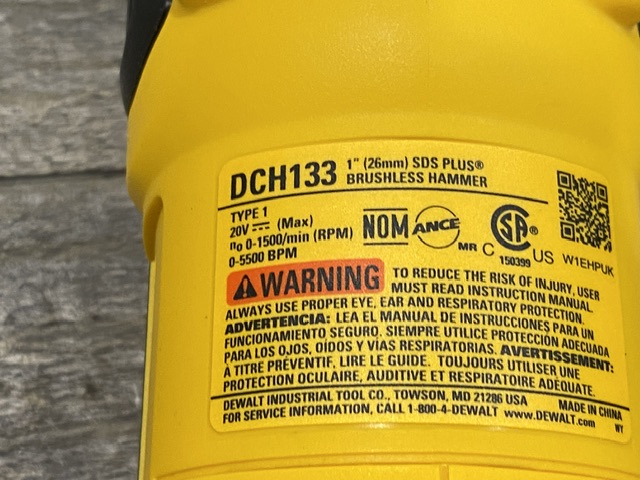 DCH133 1" (26mm) SDS PLUS®
BRUSHLESS HAMMER
TYPE 1
20V (Max)
n₀ 0-1500/min (RPM)
0-5500 BPM
NOM ANCE MR C SA ® US
150399
W1EHPUK
WARNING TO REDUCE THE RISK OF INJURY, USER
MUST READ INSTRUCTION MANUAL.
ALWAYS USE PROPER EYE, EAR AND RESPIRATORY PROTECTION.
ADVERTENCIA: LEA EL MANUAL DE INSTRUCCIONES PARA UN
FUNCIONAMIENTO SEGURO. SIEMPRE UTILICE PROTECCIÓN ADECUADA
PARA LOS OJOS, OÍDOS Y VÍAS RESPIRATORIAS. AVERTISSEMENT:
À TITRE PRÉVENTIF, LIRE LE GUIDE. TOUJOURS UTILISER UNE
PROTECTION OCULAIRE, AUDITIVE ET RESPIRATOIRE ADÉQUATE.
DEWALT INDUSTRIAL TOOL CO., TOWSON, MD 21286 USA MADE IN CHINA
FOR SERVICE INFORMATION, CALL 1-800-4-DEWALT www.DEWALT.com WY